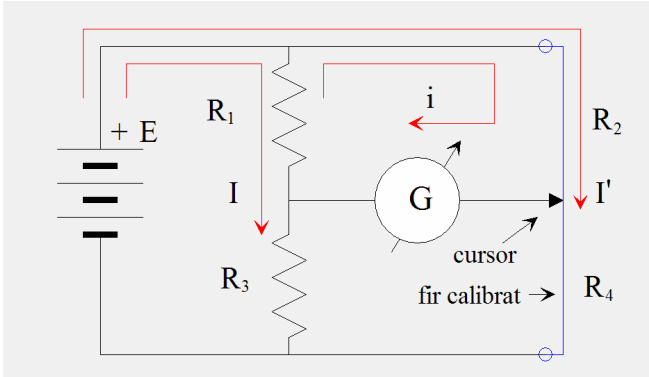 i
R₁
R₂
+ E
I
G
I'
cursor
R₃
fir calibrat
R₄